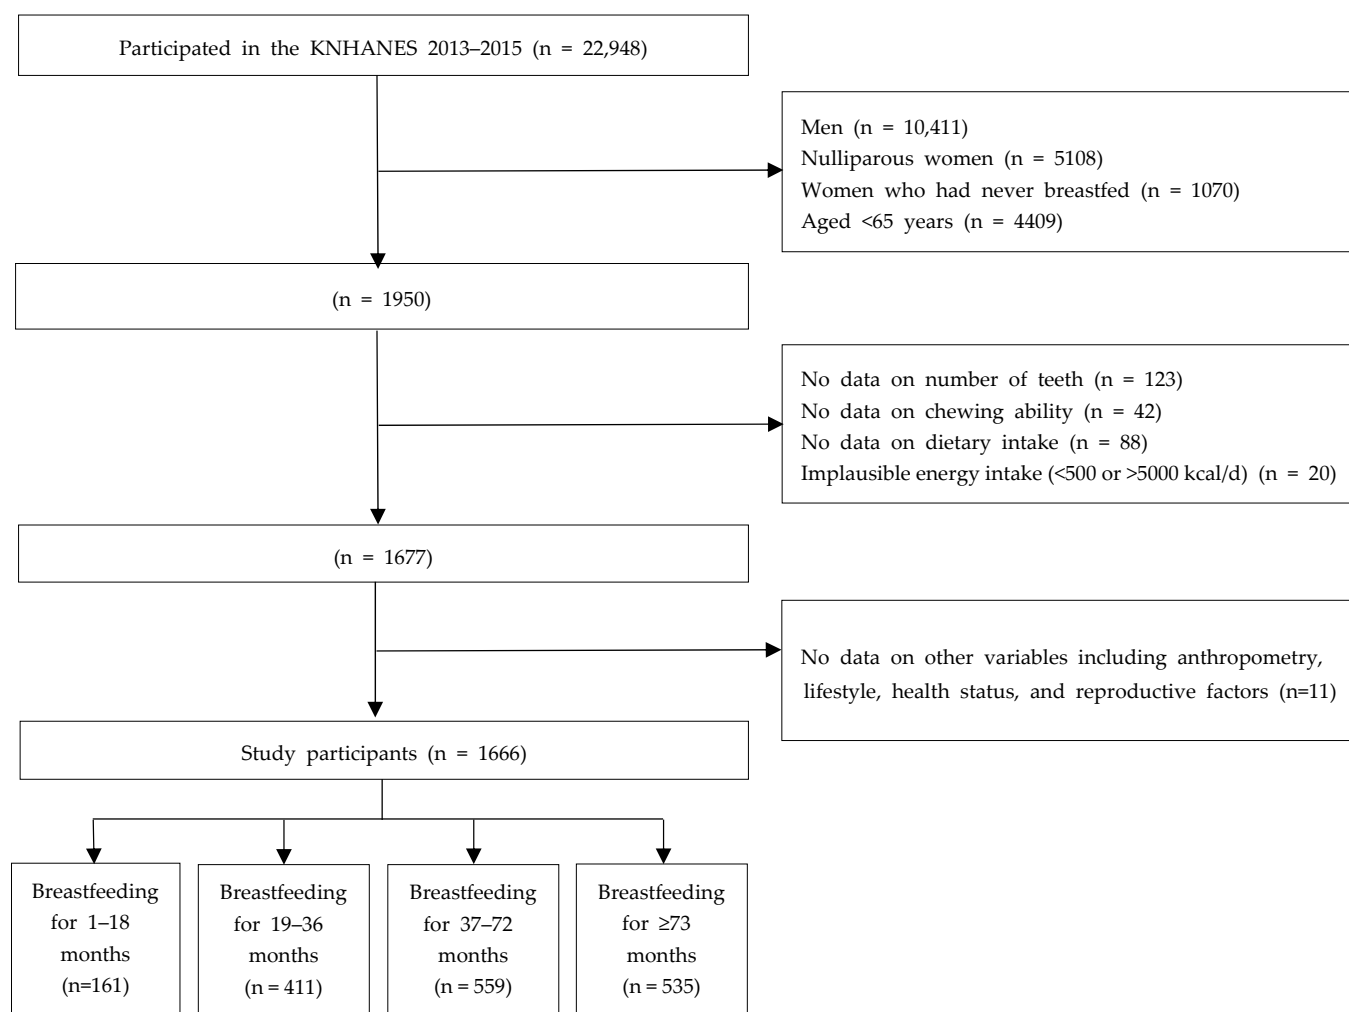 Participated in the KNHANES 2013–2015 (n = 22,948)
Men (n = 10,411)
Nulliparous women (n = 5108)
Women who had never breastfed (n = 1070)
Aged <65 years (n = 4409)
(n = 1950)
No data on number of teeth (n = 123)
No data on chewing ability (n = 42)
No data on dietary intake (n = 88)
Implausible energy intake (<500 or >5000 kcal/d) (n = 20)
(n = 1677)
No data on other variables including anthropometry,
lifestyle, health status, and reproductive factors (n=11)
Study participants (n = 1666)
Breastfeeding
for 1–18
months
(n=161)
Breastfeeding
for 19–36
months
(n = 411)
Breastfeeding
for 37–72
months
(n = 559)
Breastfeeding
for ≥73
months
(n = 535)